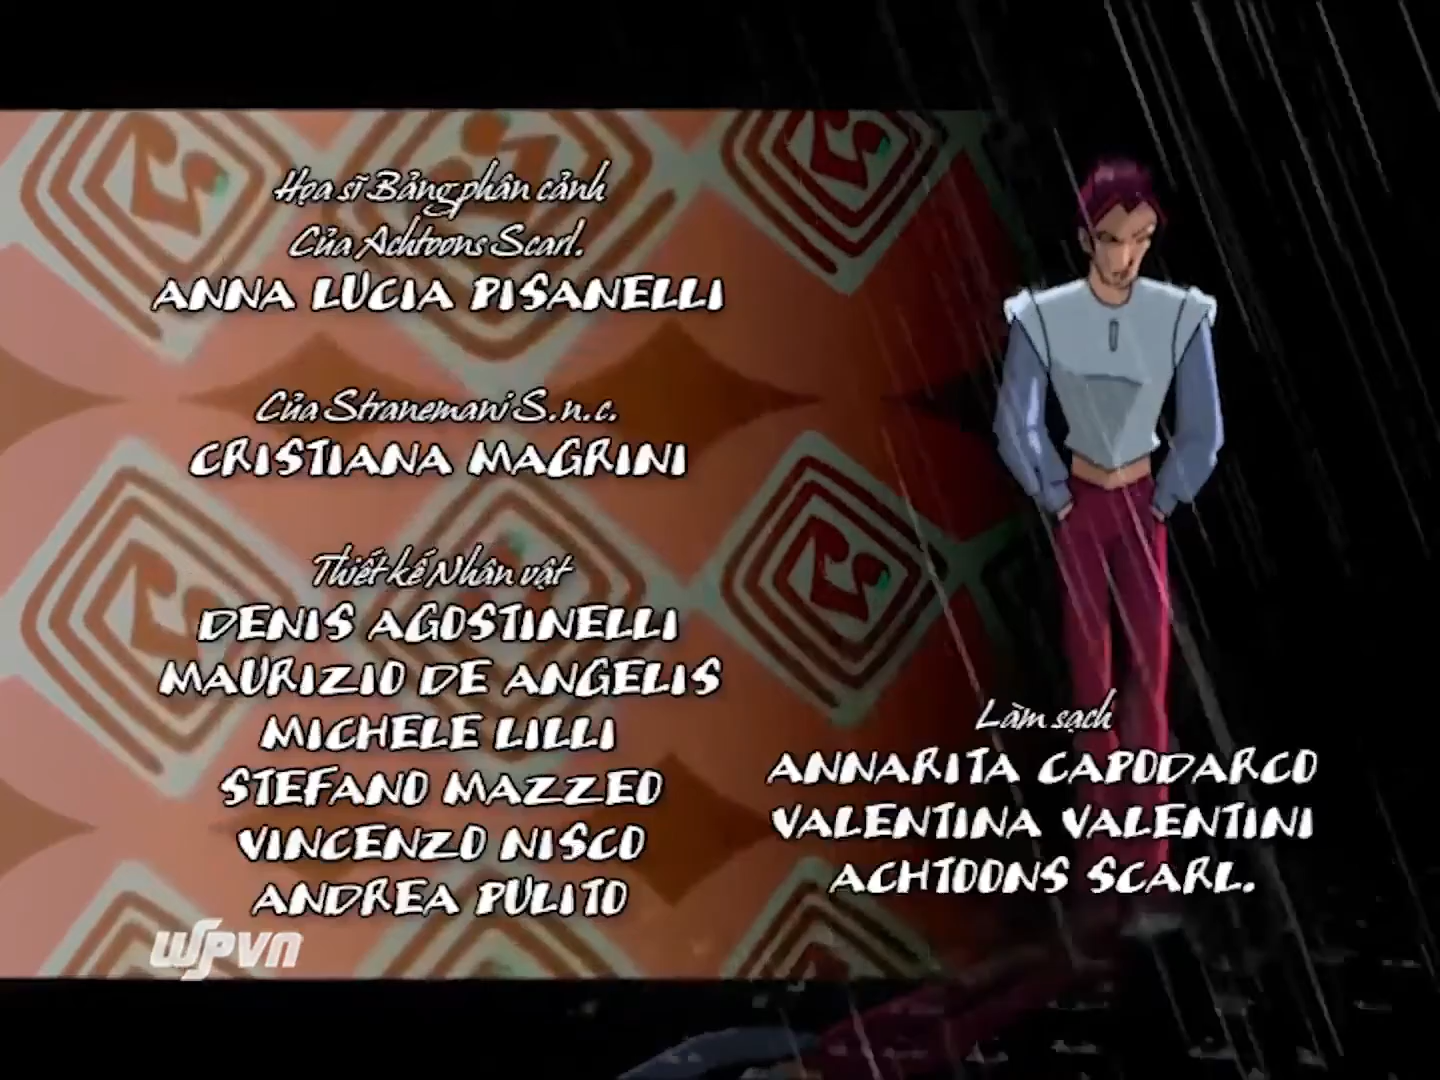 Họa sĩ Bảng phân cảnh
Của Achtoons Scarl.
ANNA LUCIA PISANELLI
Của Stranemani S.n.c.
CRISTIANA MAGRINI
Thiết kế Nhân vật
DENIS AGOSTINELLI
MAURIZIO DE ANGELIS
MICHELE LILLI
STEFANO MAZZEO
VINCENZO NISCO
ANDREA PULITO
Làm sạch
ANNARITA CAPODARCO
VALENTINA VALENTINI
ACHTOONS SCARL.
WSPVN